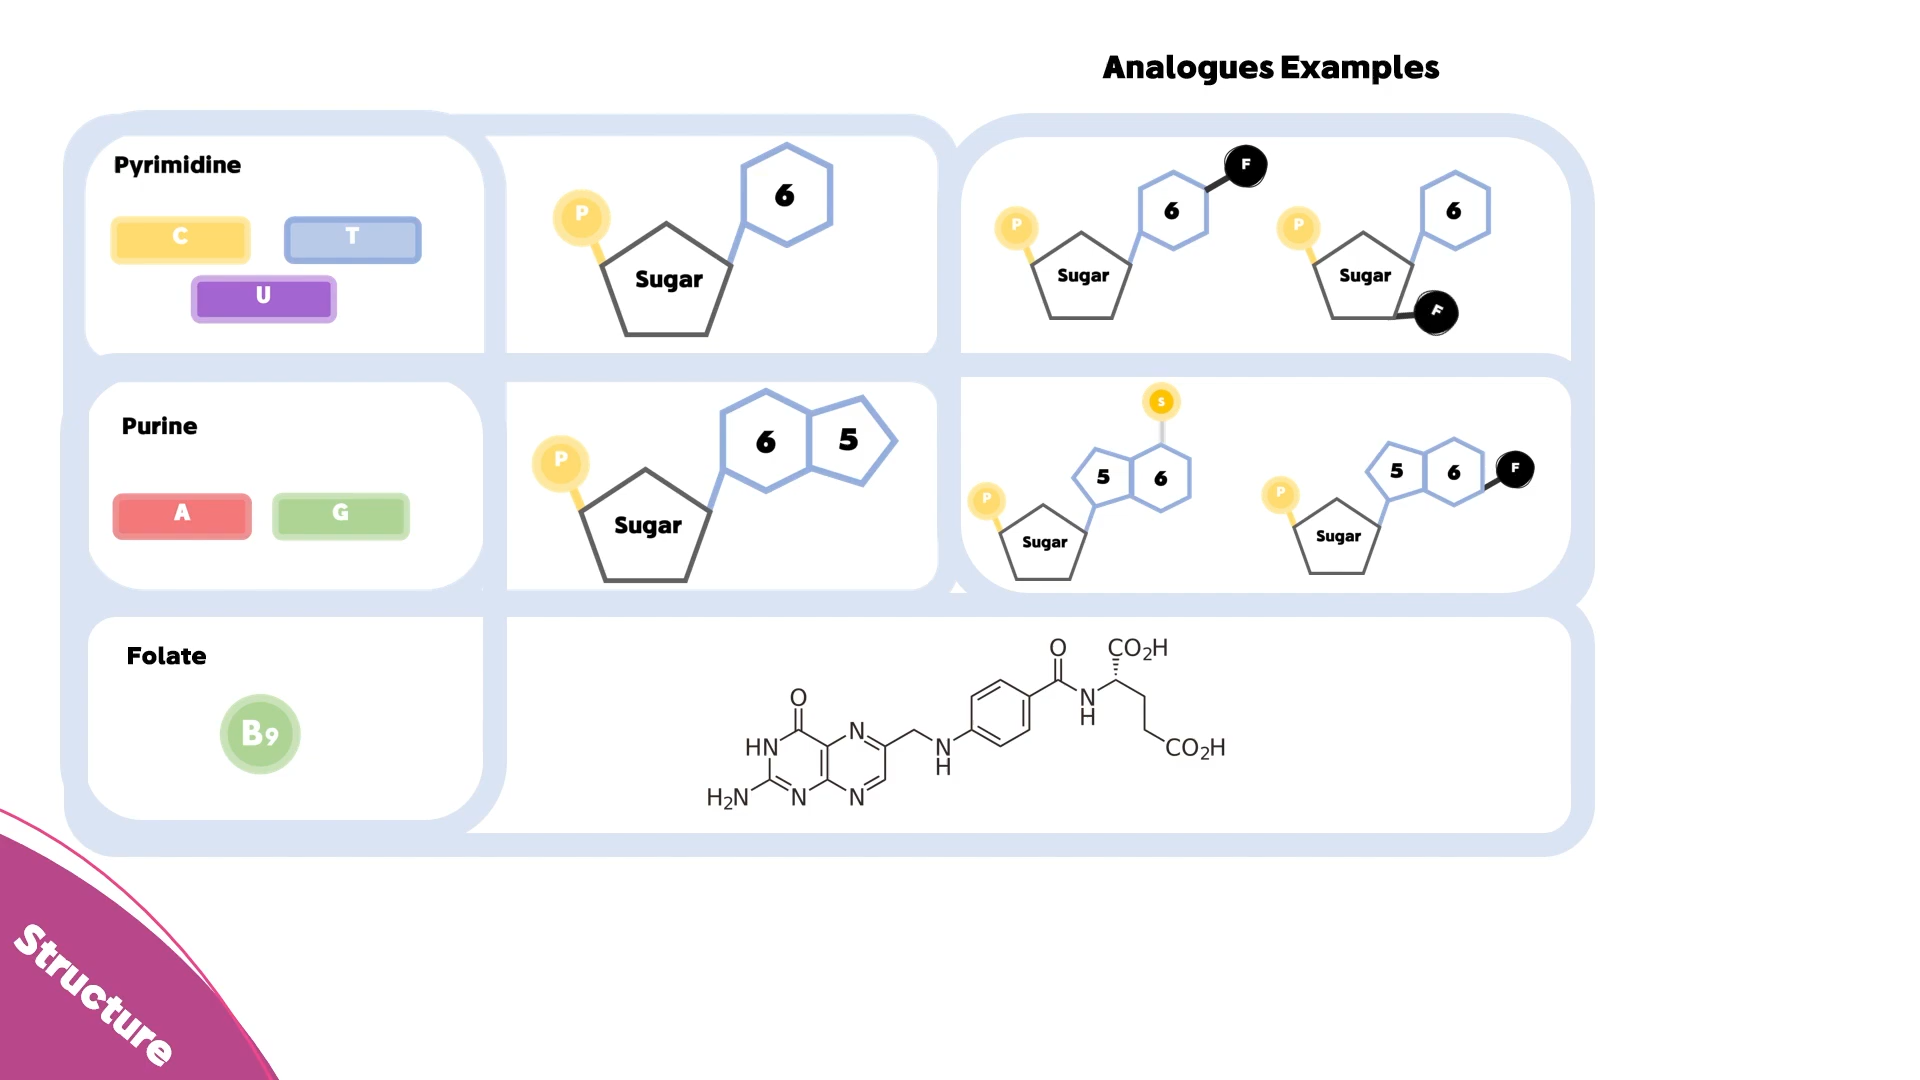 Analogues Examples
Pyrimidine
C T
U
P
Sugar
6
P
Sugar
6
F
P
Sugar
6
F
Purine
A G
P
Sugar
6 5
P
Sugar
5 6
S
P
Sugar
5 6
F
Folate
B9
O
HN
H2N
N
N
N
N
H
O
N
H
CO2H
CO2H
Structure